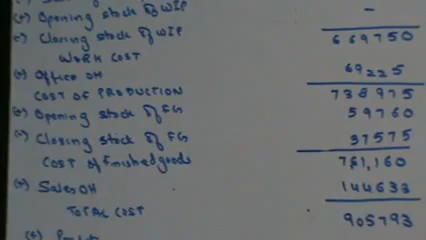 (+) Opening stock of WIP -
(-) Closing stock of WIP
WORK COST 669750
(+) Office OH 69225
COST OF PRODUCTION 738975
(+) Opening stock of FG 59760
(-) Closing stock of FG 37575
Cost of finished goods 761,160
(+) Sales OH 144633
TOTAL COST 905793